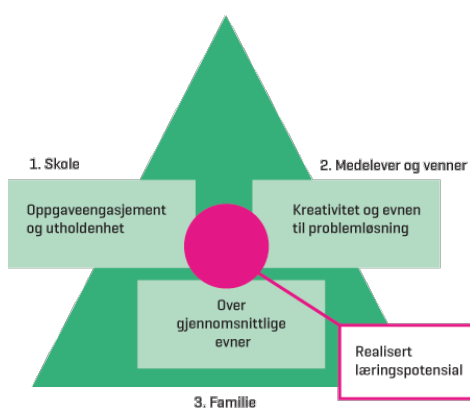 1. Skole
2. Medelever og venner
Oppgaveengasjement
og utholdenhet
Kreativitet og evnen
til problemløsning
Over
gjennomsnittlige
evner
Realisert
læringspotensial
3. Familie